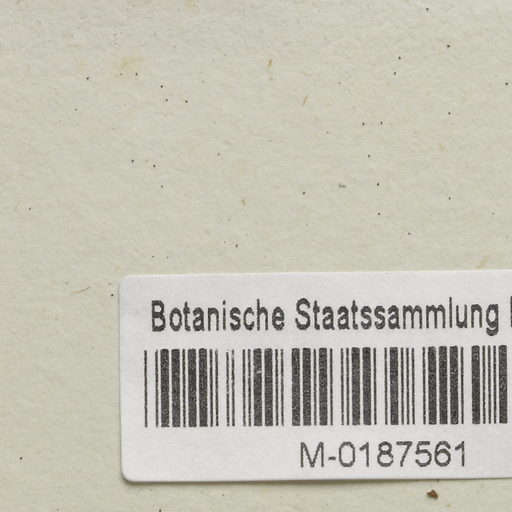 Botanische Staatssammlung
M-0187561